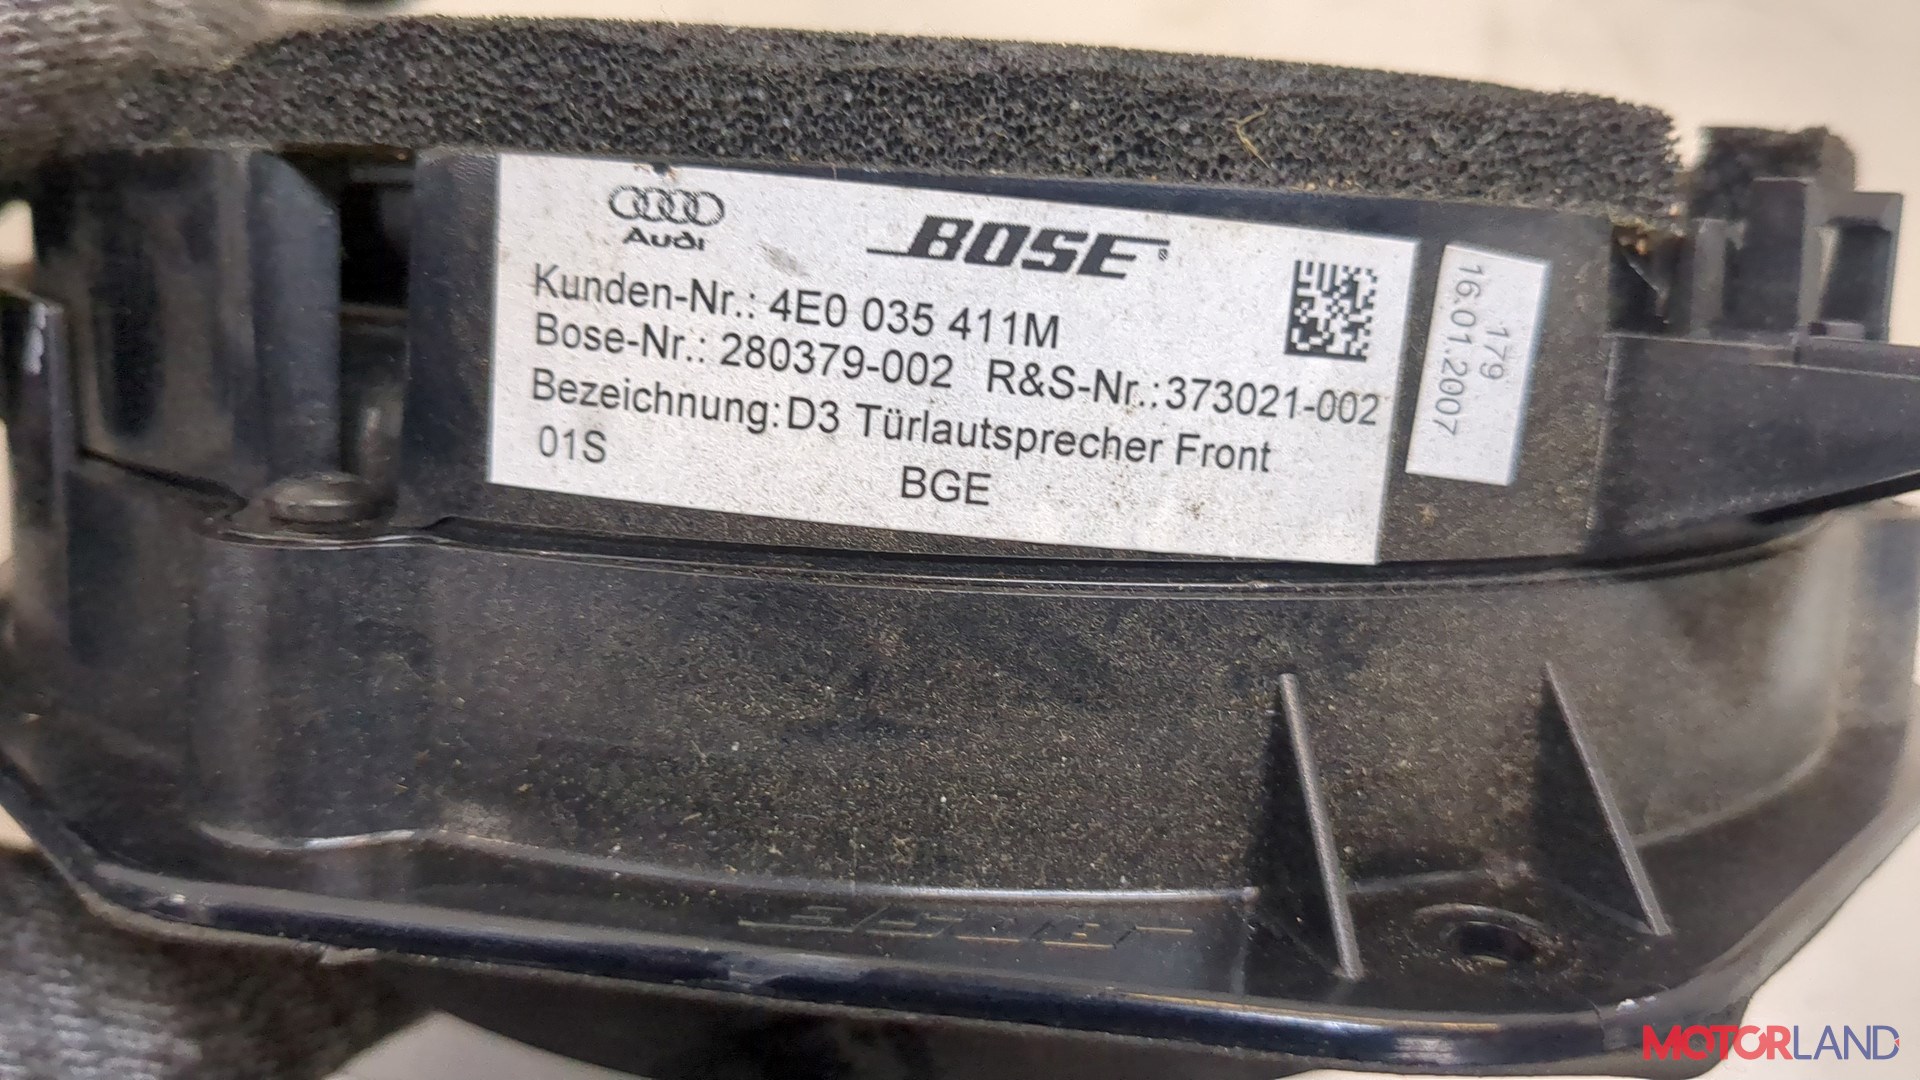 Audi
BOSE
Kunden-Nr.: 4E0 035 411M
Bose-Nr.: 280379-002 R&S-Nr.:373021-002
Bezeichnung:D3 Türlautsprecher Front
01S
BGE
179
16.01.2007
MOTORLAND